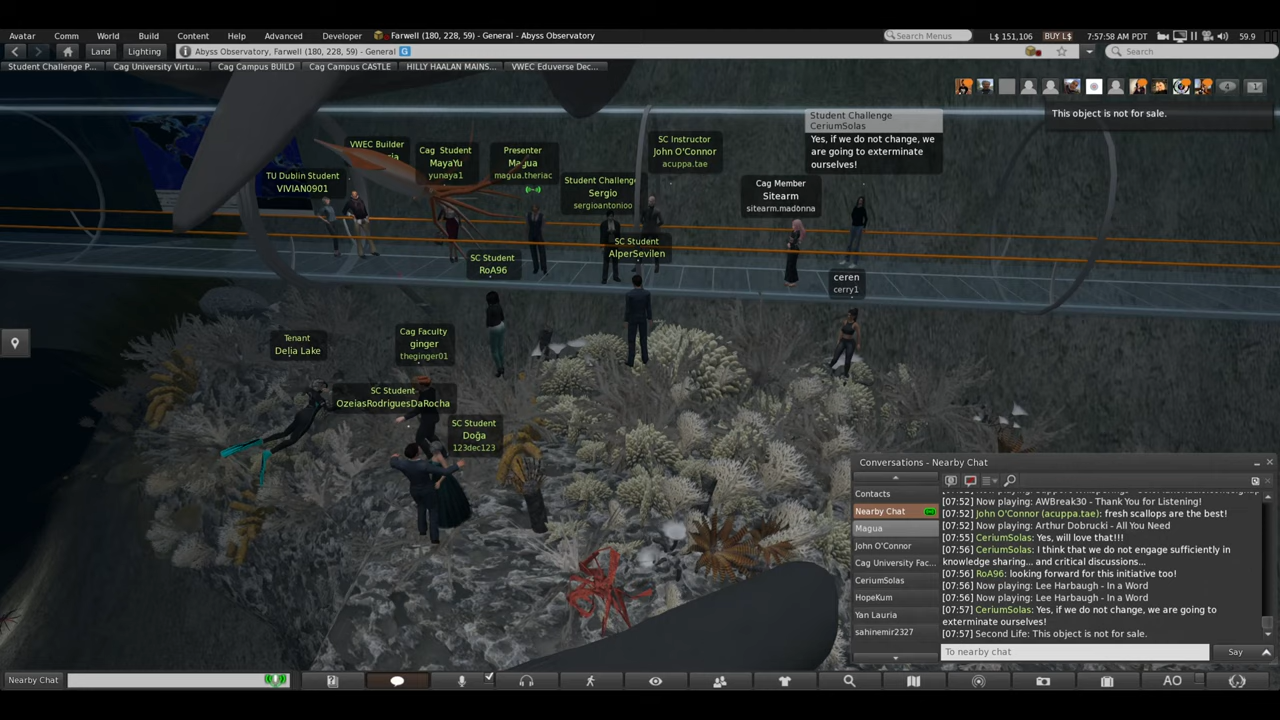 Avatar Comm World Build Content Help Advanced Developer Farwell (180, 228, 59) - General - Abyss Observatory Search Menus L$ 151,106 BUY L$ 7:57:58 AM PDT 59.9
Land Lighting Abyss Observatory, Farwell (180, 228, 59) - General G Search
Student Challenge P... Cag University Virtu... Cag Campus BUILD Cag Campus CASTLE HILLY HAALAN MAINS... VWEC Eduverse Dec...
4 1
This object is not for sale.
Student Challenge
CeriumSolas
Yes, if we do not change, we
are going to exterminate
ourselves!
VWEC Builder
TU Dublin Student
VIVIAN0901
Cag Student
MayaYu
yunaya1
Presenter
Magua
magua.theriac
Student Challenge
Sergio
sergioantonioo
SC Instructor
John O'Connor
acuppa.tae
Cag Member
Sitearm
sitearm.madonna
SC Student
RoA96
SC Student
AlperSevilen
ceren
cerry1
Tenant
Delia Lake
Cag Faculty
ginger
theginger01
SC Student
OzeiasRodriguesDaRocha
SC Student
Doğa
123dec123
Conversations - Nearby Chat
Contacts
Nearby Chat
Magua
John O'Connor
Cag University Fac...
CeriumSolas
HopeKum
Yan Lauria
sahinemir2327
[07:52] Now playing: AWBreak30 - Thank You for Listening!
[07:52] John O'Connor (acuppa.tae): fresh scallops are the best!
[07:52] Now playing: Arthur Dobrucki - All You Need
[07:55] CeriumSolas: Yes, will love that!!!
[07:56] CeriumSolas: I think that we do not engage sufficiently in
knowledge sharing... and critical discussions...
[07:56] RoA96: looking forward for this initiative too!
[07:56] Now playing: Lee Harbaugh - In a Word
[07:56] Now playing: Lee Harbaugh - In a Word
[07:57] CeriumSolas: Yes, if we do not change, we are going to
exterminate ourselves!
[07:57] Second Life: This object is not for sale.
To nearby chat Say
Nearby Chat AO